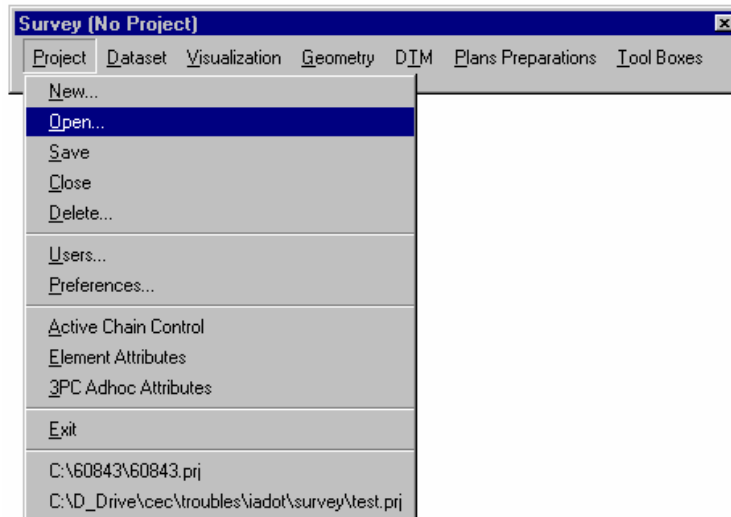 Survey (No Project)
Project Dataset Visualization Geometry DTM Plans Preparations Tool Boxes
New...
Open...
Save
Close
Delete...
Users...
Preferences...
Active Chain Control
Element Attributes
3PC Adhoc Attributes
Exit
C:\60843\60843.prj
C:\D_Drive\cec\troubles\iadot\survey\test.prj